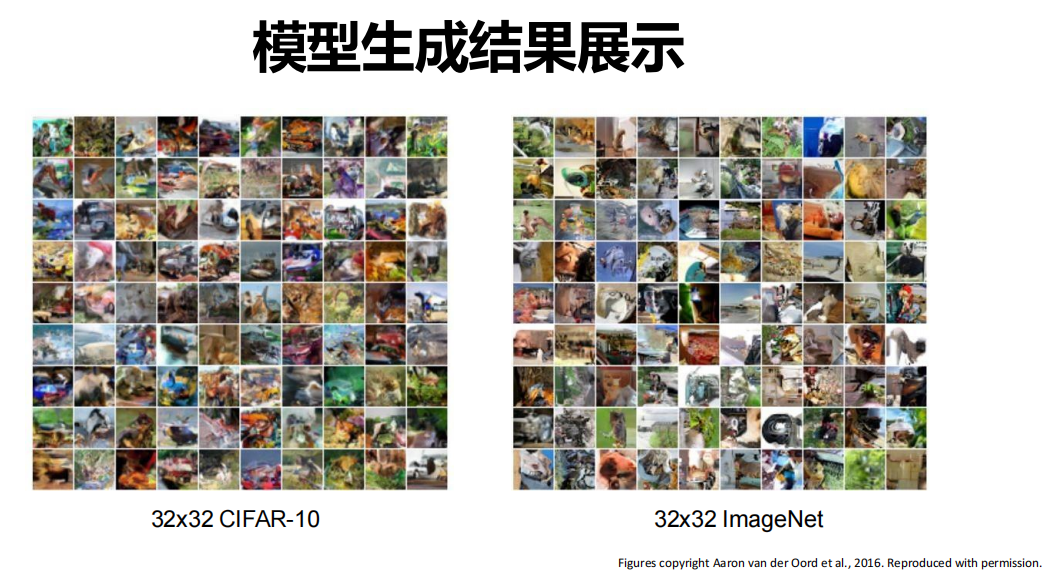 模型生成结果展示
32x32 CIFAR-10
32x32 ImageNet
Figures copyright Aaron van der Oord et al., 2016. Reproduced with permission.